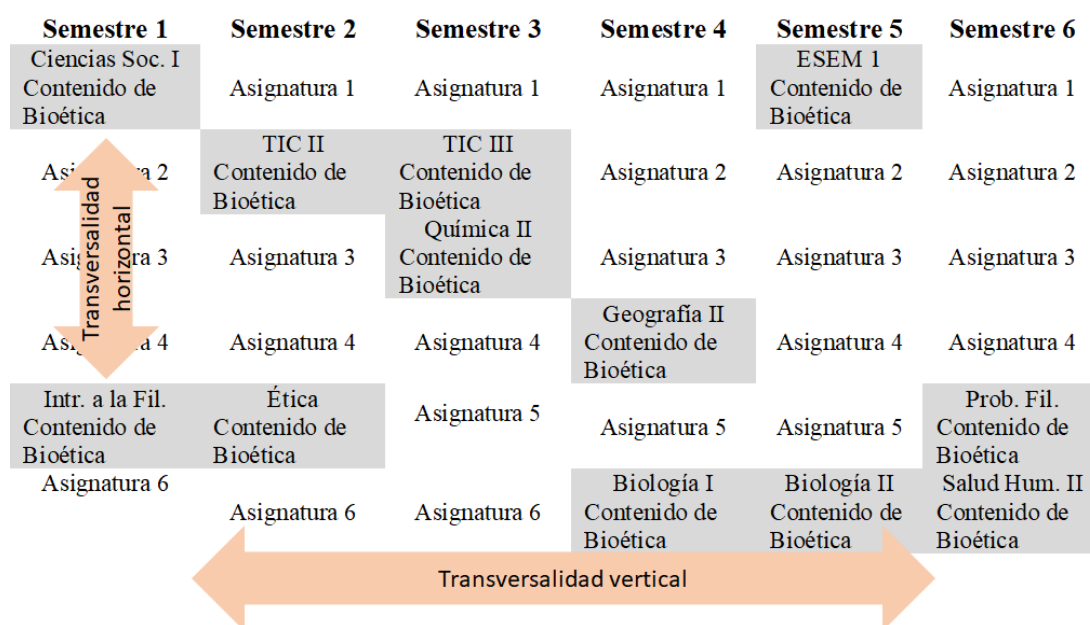 Semestre 1 Semestre 2 Semestre 3 Semestre 4 Semestre 5 Semestre 6
Ciencias Soc. I
Contenido de
Bioética
Asignatura 1
Asignatura 1
Asignatura 1
ESEM 1
Contenido de
Bioética
Asignatura 1
Asignatura 2
TIC II
Contenido de
Bioética
TIC III
Contenido de
Bioética
Asignatura 2
Asignatura 2
Asignatura 2
Asignatura 3
Asignatura 3
Química II
Contenido de
Bioética
Asignatura 3
Asignatura 3
Asignatura 3
Asignatura 4
Asignatura 4
Asignatura 4
Geografía II
Contenido de
Bioética
Asignatura 4
Asignatura 4
Transversalidad
horizontal
Intr. a la Fil.
Contenido de
Bioética
Ética
Contenido de
Bioética
Asignatura 5
Asignatura 5
Asignatura 5
Prob. Fil.
Contenido de
Bioética
Asignatura 6
Asignatura 6
Asignatura 6
Biología I
Contenido de
Bioética
Biología II
Contenido de
Bioética
Salud Hum. II
Contenido de
Bioética
Transversalidad vertical